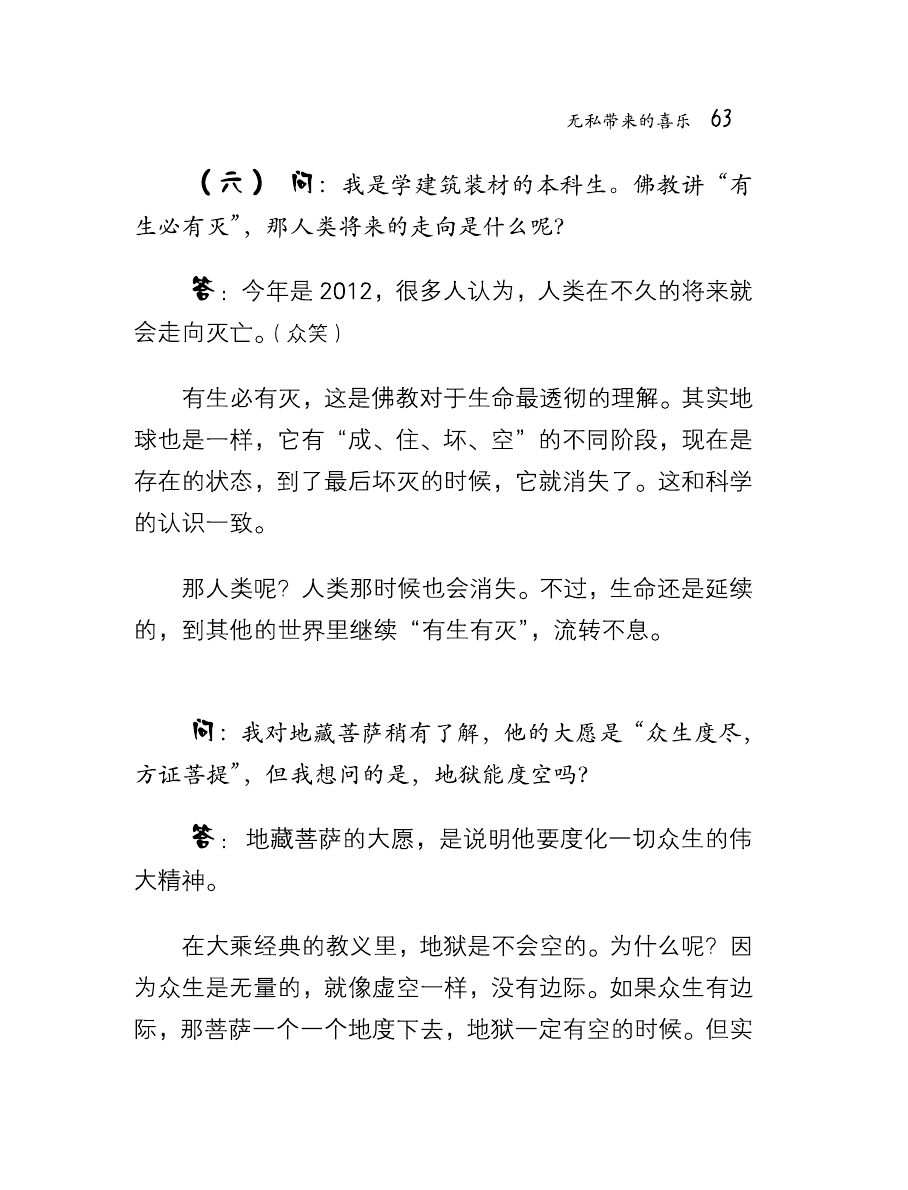 无私带来的喜乐 63
（六） 问：我是学建筑装材的本科生。佛教讲“有
生必有灭”，那人类将来的走向是什么呢？
答：今年是 2012，很多人认为，人类在不久的将来就
会走向灭亡。（众笑）
有生必有灭，这是佛教对于生命最透彻的理解。其实地
球也是一样，它有“成、住、坏、空”的不同阶段，现在是
存在的状态，到了最后坏灭的时候，它就消失了。这和科学
的认识一致。
那人类呢？人类那时候也会消失。不过，生命还是延续
的，到其他的世界里继续“有生有灭”，流转不息。
问：我对地藏菩萨稍有了解，他的大愿是“众生度尽，
方证菩提”，但我想问的是，地狱能度空吗？
答：地藏菩萨的大愿，是说明他要度化一切众生的伟
大精神。
在大乘经典的教义里，地狱是不会空的。为什么呢？因
为众生是无量的，就像虚空一样，没有边际。如果众生有边
际，那菩萨一个一个地度下去，地狱一定有空的时候。但实